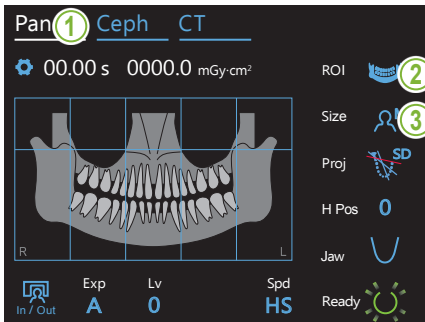 Pan 1 Ceph CT
00.00 s 0000.0 mGy·cm²
ROI 2
Size 3
Proj SD
H Pos 0
Jaw
R L
In / Out
Exp Lv Spd
A 0 HS
Ready